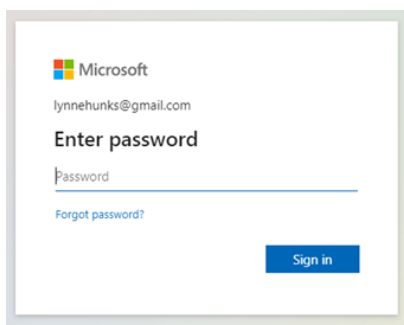 Microsoft
lynnehunks@gmail.com
Enter password
Password
Forgot password?
Sign in